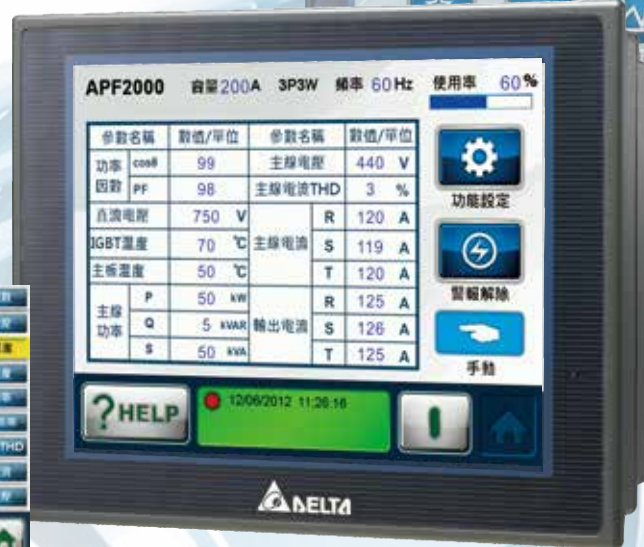 APF2000 容量200A 3P3W 頻率 60 Hz 使用率 60%
參數名稱 數值/單位 參數名稱 數值/單位
功率因數 cosθ 99 主線電壓 440 V
PF 98 主線電流THD 3 %
直流電壓 750 V 主線電流 R 120 A
IGBT溫度 70 ℃ S 119 A
主板溫度 50 ℃ T 120 A
主線功率 P 50 kW 輸出電流 R 125 A
Q 5 kVAR S 126 A
S 50 kVA T 125 A
功能設定
警報解除
手動
?HELP
12/06/2012 11:26:16
DELTA
THD